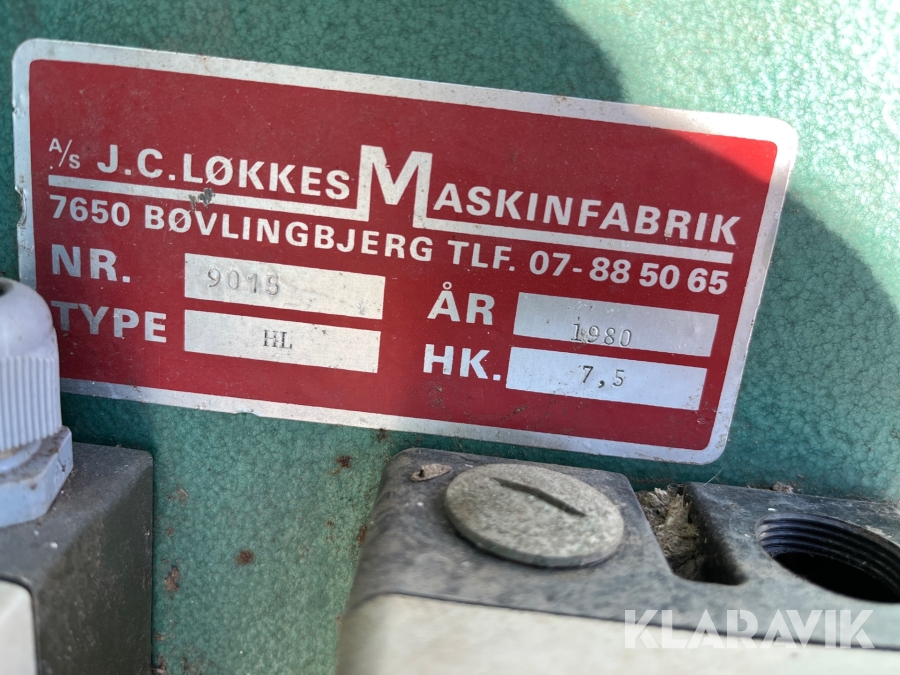 A/S J.C. LØKKES MASKINFABRIK
7650 BØVLINGBJERG TLF. 07-88 50 65
NR. 9015
ÅR 1980
TYPE HL
HK. 7,5
KLARAVIK